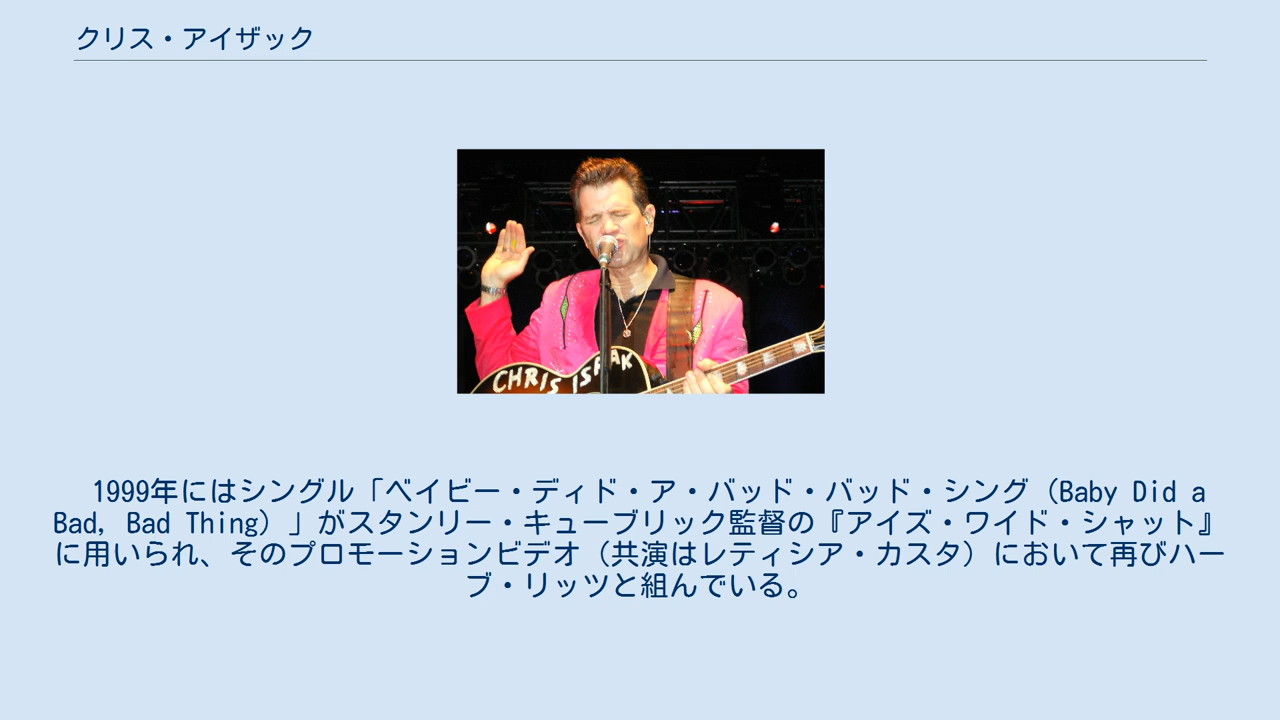 クリス・アイザック
CHRIS ISAAK
1999年にはシングル「ベイビー・ディド・ア・バッド・バッド・シング（Baby Did a
Bad, Bad Thing）」がスタンリー・キューブリック監督の『アイズ・ワイド・シャット』
に用いられ、そのプロモーションビデオ（共演はレティシア・カスタ）において再びハー
ブ・リッツと組んでいる。